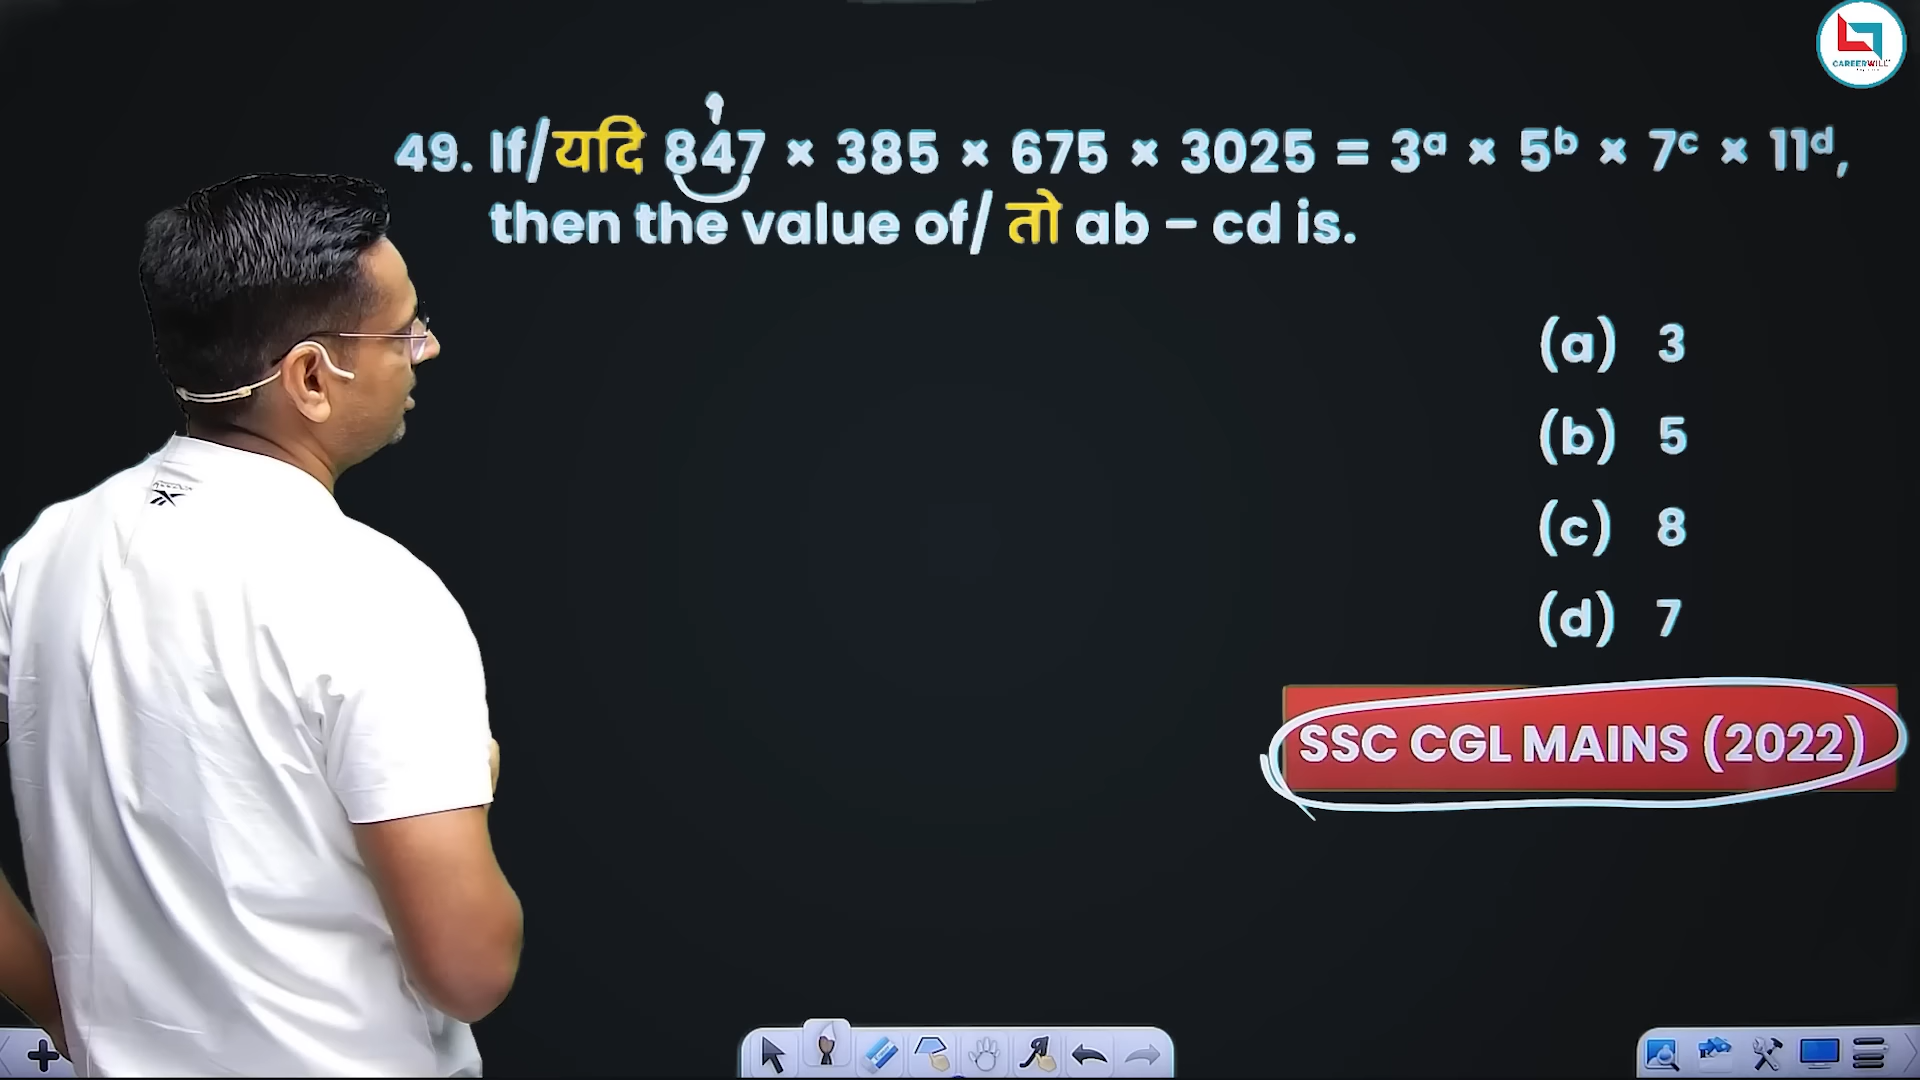 CAREERWILL
49. If/यदि 847 × 385 × 675 × 3025 = 3ᵃ × 5ᵇ × 7ᶜ × 11ᵈ,
then the value of/ तो ab – cd is.
(a) 3
(b) 5
(c) 8
(d) 7
SSC CGL MAINS (2022)